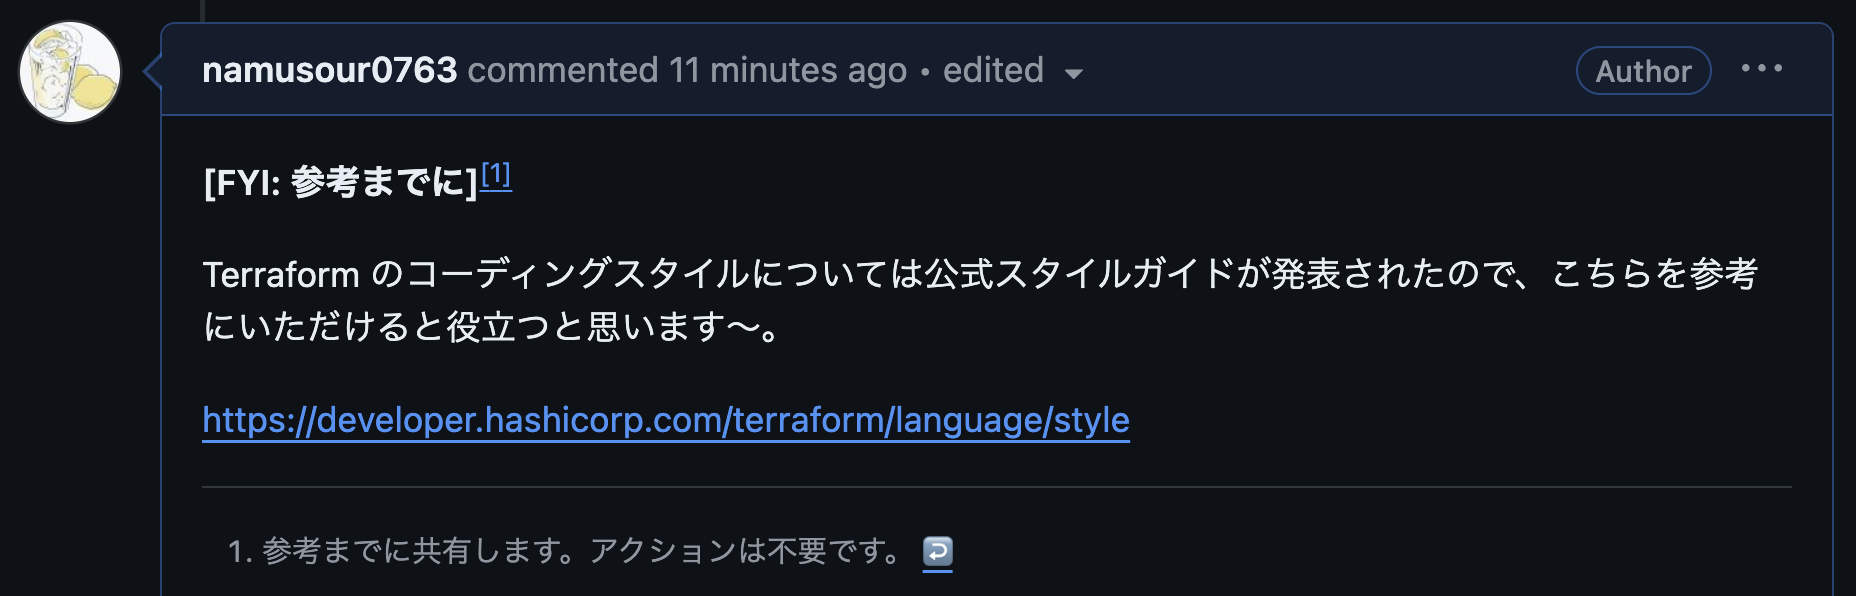 namusour0763 commented 11 minutes ago • edited
Author
[FYI: 参考までに][1]
Terraform のコーディングスタイルについては公式スタイルガイドが発表されたので、こちらを参考
にいただけると役立つと思います〜。
https://developer.hashicorp.com/terraform/language/style
1. 参考までに共有します。アクションは不要です。